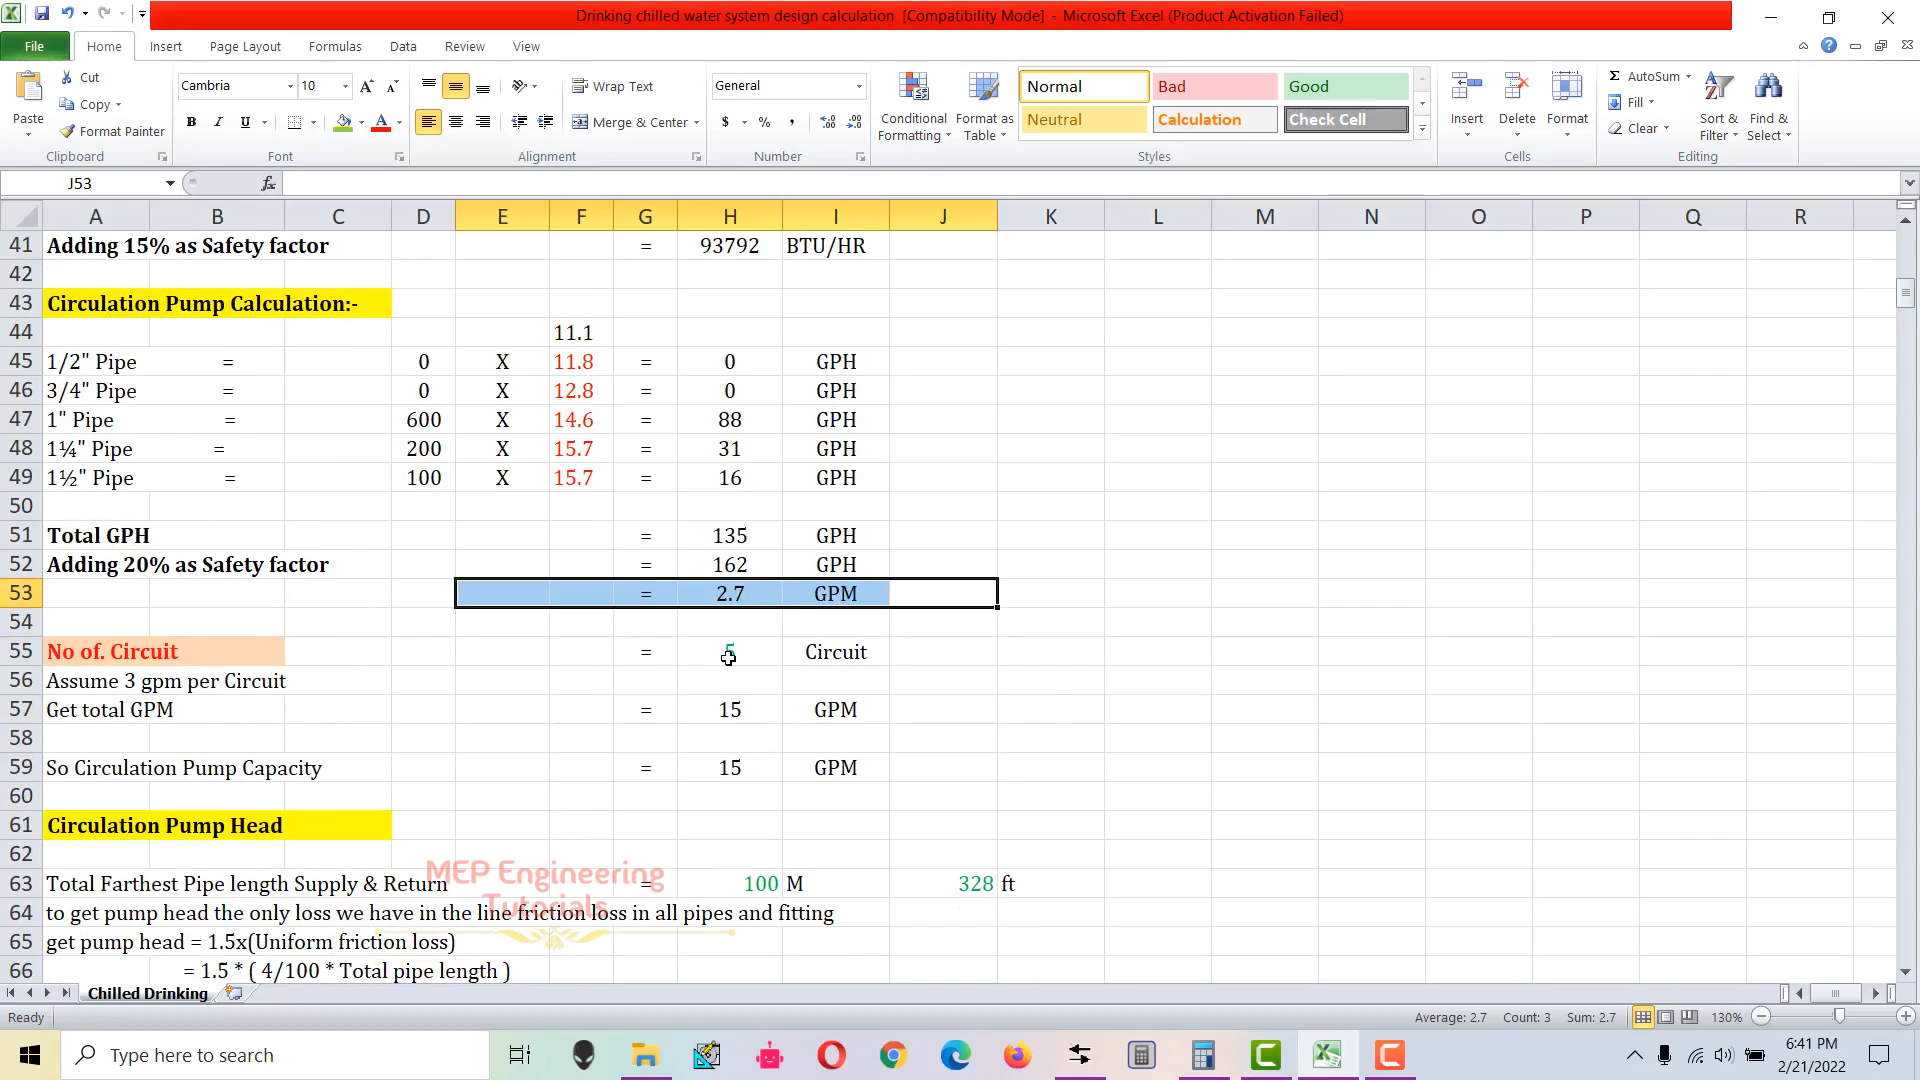 Drinking chilled water system design calculation [Compatibility Mode] - Microsoft Excel (Product Activation Failed)
File Home Insert Page Layout Formulas Data Review View
Cut
Copy
Format Painter
Paste
Clipboard
Cambria 10
B I U
Font
Wrap Text
Merge & Center
Alignment
General
$ % ,
Number
Conditional Formatting
Format as Table
Normal Bad Good
Neutral Calculation Check Cell
Styles
Insert Delete Format
Cells
Σ AutoSum
Fill
Clear
Sort & Filter
Find & Select
Editing
J53 fx
A B C D E F G H I J K L M N O P Q R
41 Adding 15% as Safety factor = 93792 BTU/HR
42
43 Circulation Pump Calculation:-
44 11.1
45 1/2" Pipe = 0 X 11.8 = 0 GPH
46 3/4" Pipe = 0 X 12.8 = 0 GPH
47 1" Pipe = 600 X 14.6 = 88 GPH
48 1¼" Pipe = 200 X 15.7 = 31 GPH
49 1½" Pipe = 100 X 15.7 = 16 GPH
50
51 Total GPH = 135 GPH
52 Adding 20% as Safety factor = 162 GPH
53 = 2.7 GPM
54
55 No of. Circuit = 5 Circuit
56 Assume 3 gpm per Circuit
57 Get total GPM = 15 GPM
58
59 So Circulation Pump Capacity = 15 GPM
60
61 Circulation Pump Head
62
63 Total Farthest Pipe length Supply & Return = 100 M 328 ft
64 to get pump head the only loss we have in the line friction loss in all pipes and fitting
65 get pump head = 1.5x(Uniform friction loss)
66 = 1.5 * ( 4/100 * Total pipe length )
MEP Engineering
Tutorials
Chilled Drinking
Ready Average: 2.7 Count: 3 Sum: 2.7 130%
Type here to search
6:41 PM
2/21/2022